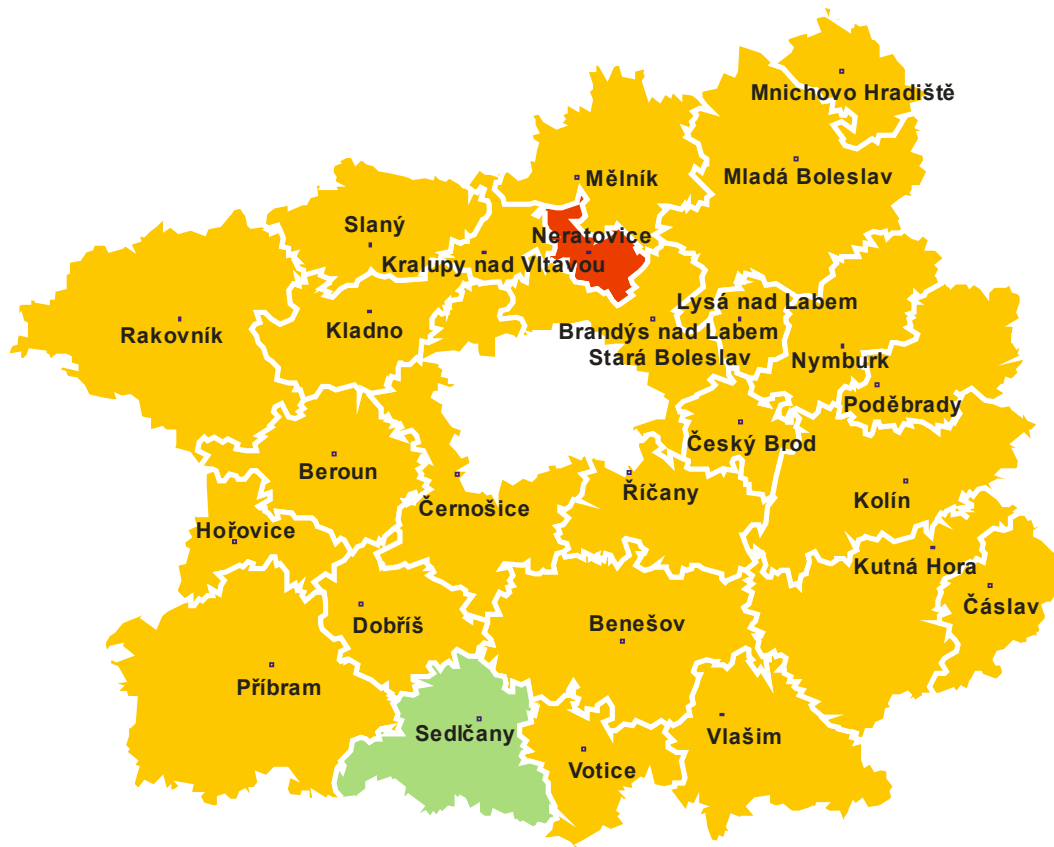 Mnichovo Hradiště
Mělník
Mladá Boleslav
Slaný
Neratovice
Kralupy nad Vltavou
Lysá nad Labem
Rakovník
Kladno
Brandýs nad Labem
Stará Boleslav
Nymburk
Poděbrady
Český Brod
Beroun
Černošice
Říčany
Kolín
Hořovice
Kutná Hora
Čáslav
Dobříš
Benešov
Příbram
Sedlčany
Vlašim
Votice